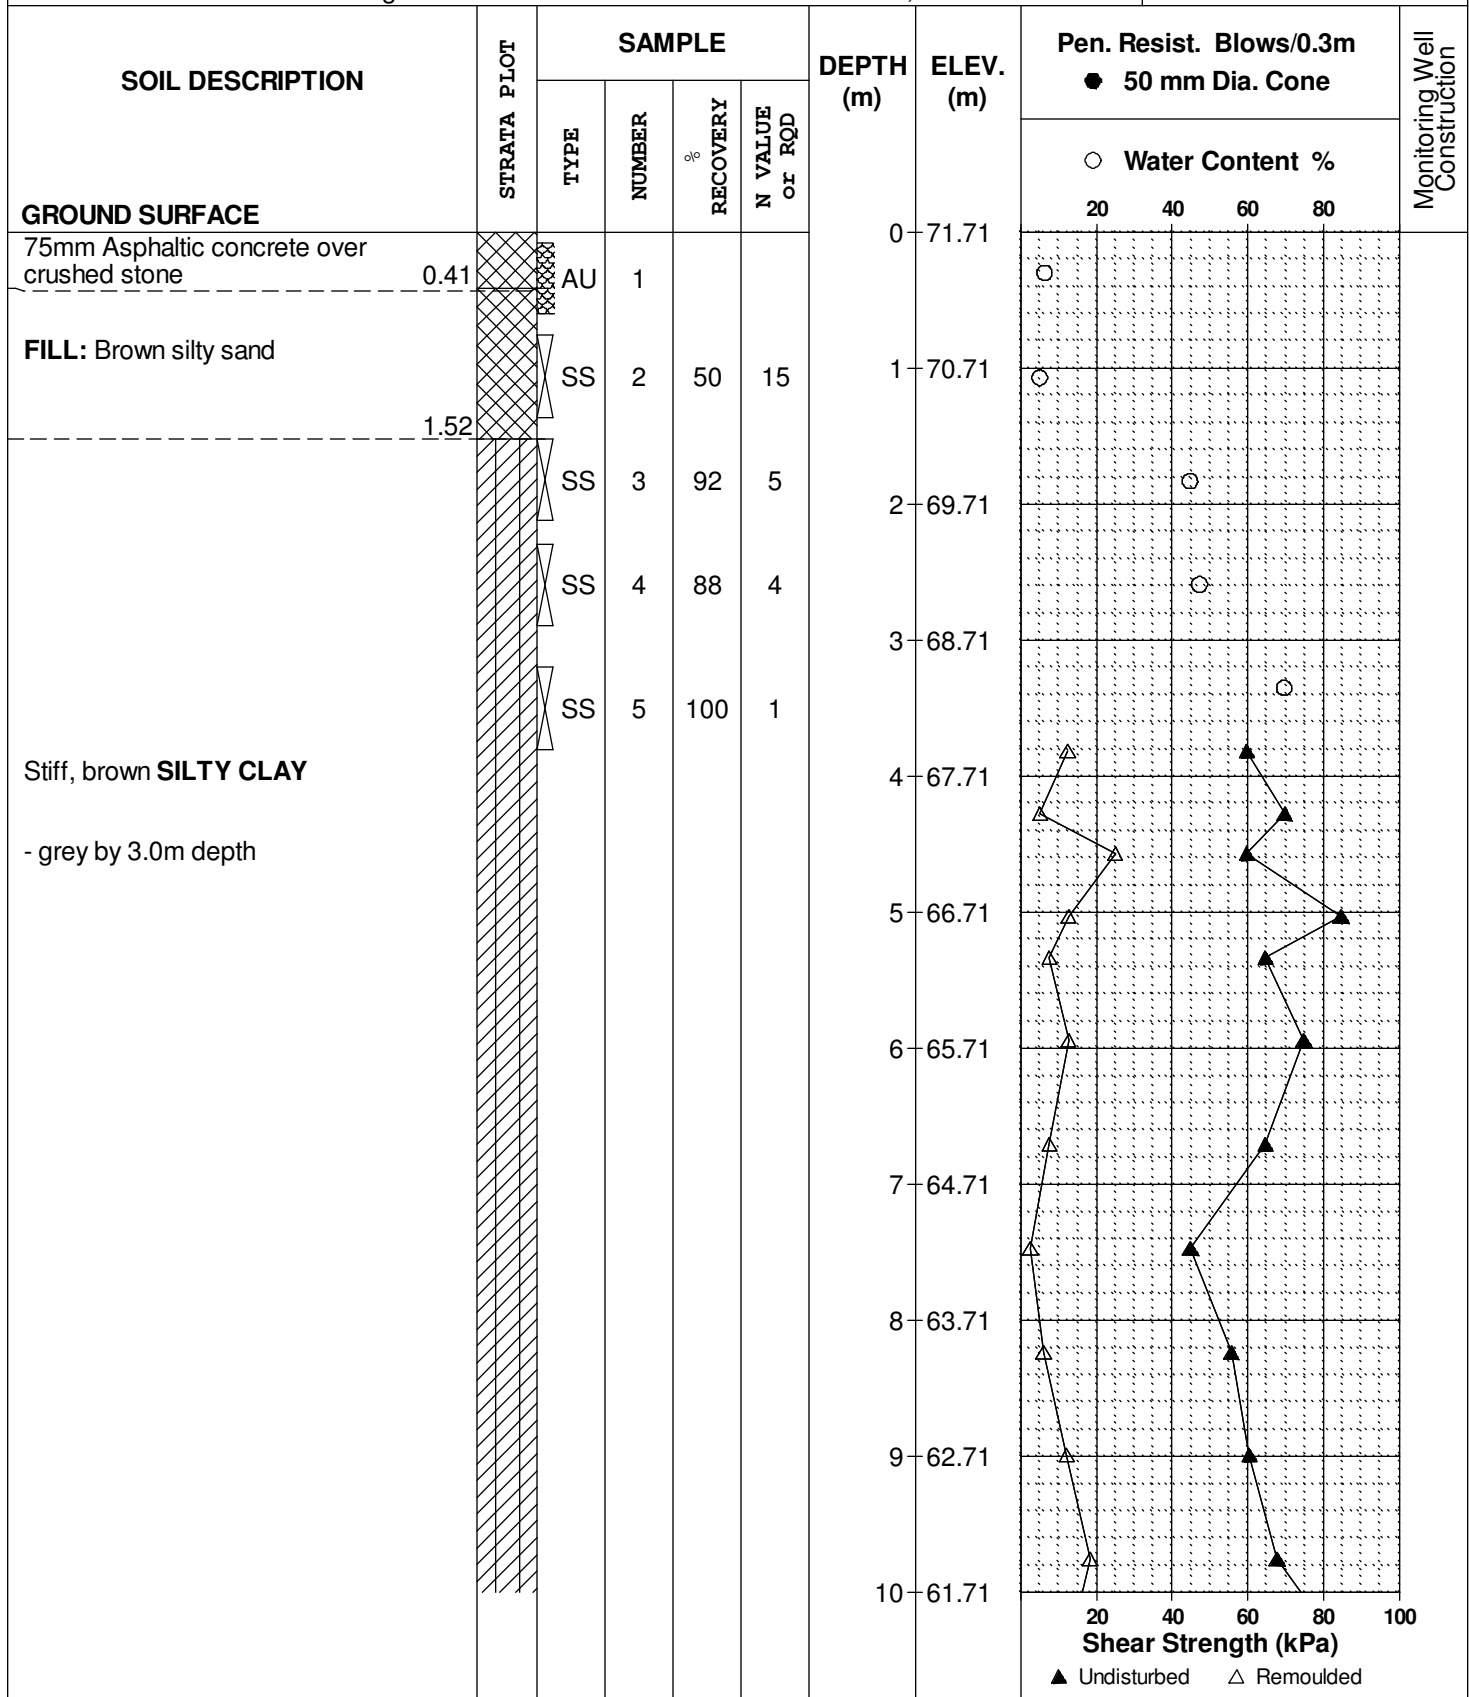 SOIL DESCRIPTION
GROUND SURFACE
STRATA PLOT
SAMPLE
TYPE
NUMBER
%
RECOVERY
N VALUE
or RQD
DEPTH
(m)
ELEV.
(m)
Pen. Resist. Blows/0.3m
● 50 mm Dia. Cone
○ Water Content %
20 40 60 80
Monitoring Well
Construction
75mm Asphaltic concrete over
crushed stone 0.41
AU 1
FILL: Brown silty sand
SS 2 50 15
1.52
SS 3 92 5
SS 4 88 4
SS 5 100 1
Stiff, brown SILTY CLAY
- grey by 3.0m depth
0 71.71
1 70.71
2 69.71
3 68.71
4 67.71
5 66.71
6 65.71
7 64.71
8 63.71
9 62.71
10 61.71
20 40 60 80 100
Shear Strength (kPa)
▲ Undisturbed △ Remoulded